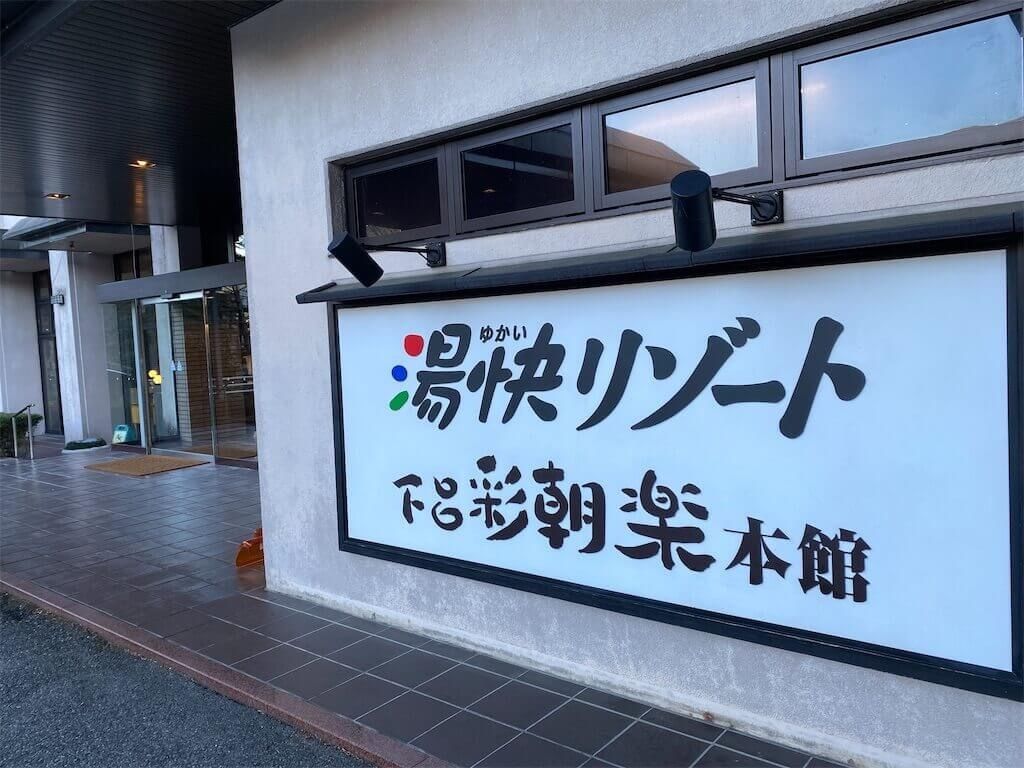 ゆかい
湯快リゾート
下呂彩朝楽本館